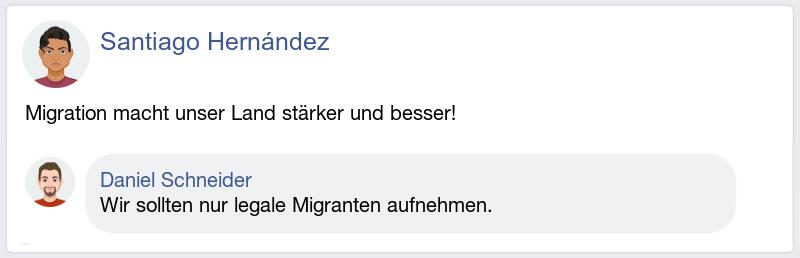 Santiago Hernández
Migration macht unser Land stärker und besser!
Daniel Schneider
Wir sollten nur legale Migranten aufnehmen.